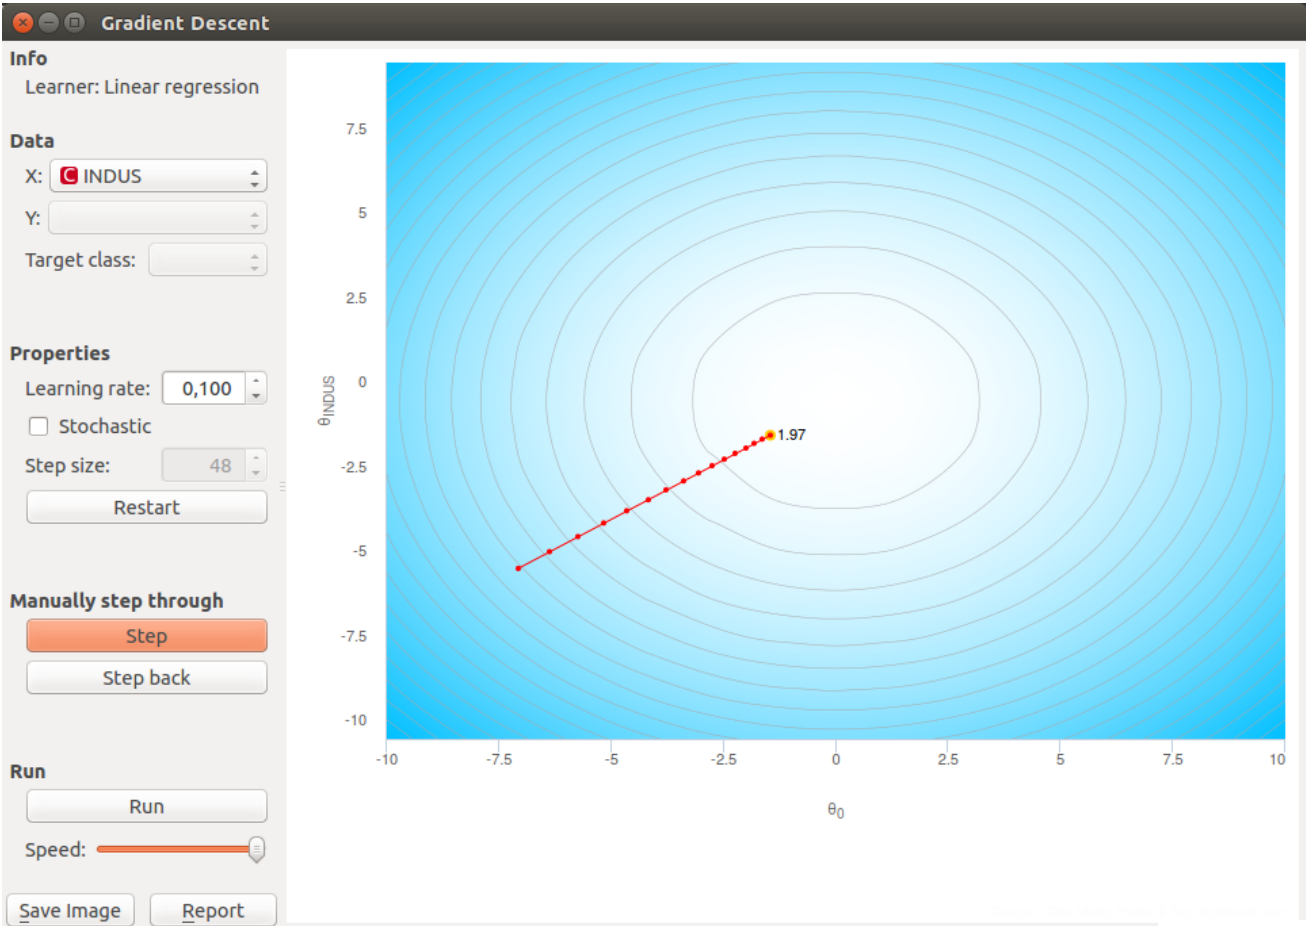 Gradient Descent
Info
Learner: Linear regression
Data
X: C INDUS
Y:
Target class:
Properties
Learning rate: 0,100
Stochastic
Step size: 48
Restart
Manually step through
Step
Step back
Run
Run
Speed:
Save Image Report
7.5
5
2.5
0
-2.5
-5
-7.5
-10
θINDUS
1.97
-10 -7.5 -5 -2.5 0 2.5 5 7.5 10
θ0